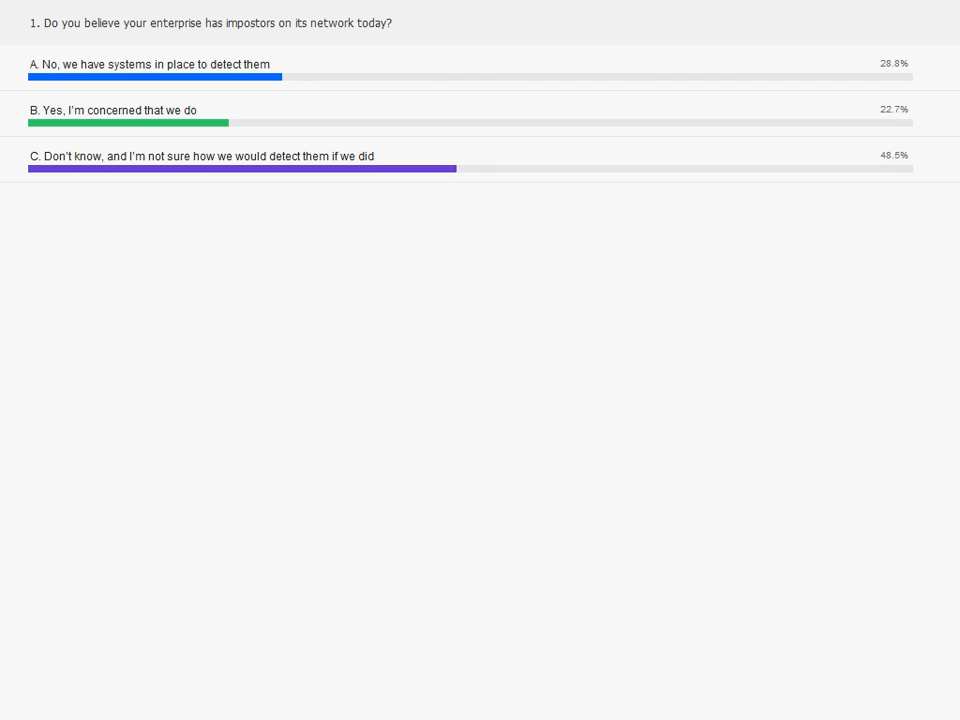 1. Do you believe your enterprise has impostors on its network today?
A. No, we have systems in place to detect them
28.8%
B. Yes, I'm concerned that we do
22.7%
C. Don't know, and I'm not sure how we would detect them if we did
48.5%